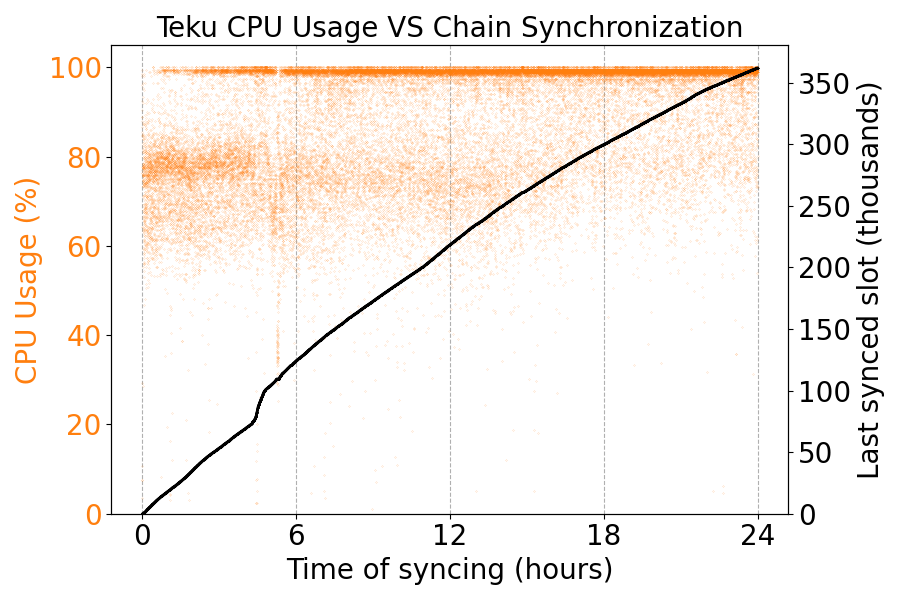 Teku CPU Usage VS Chain Synchronization
CPU Usage (%)
100
80
60
40
20
0
350
300
250
200
150
100
50
0
Last synced slot (thousands)
0 6 12 18 24
Time of syncing (hours)